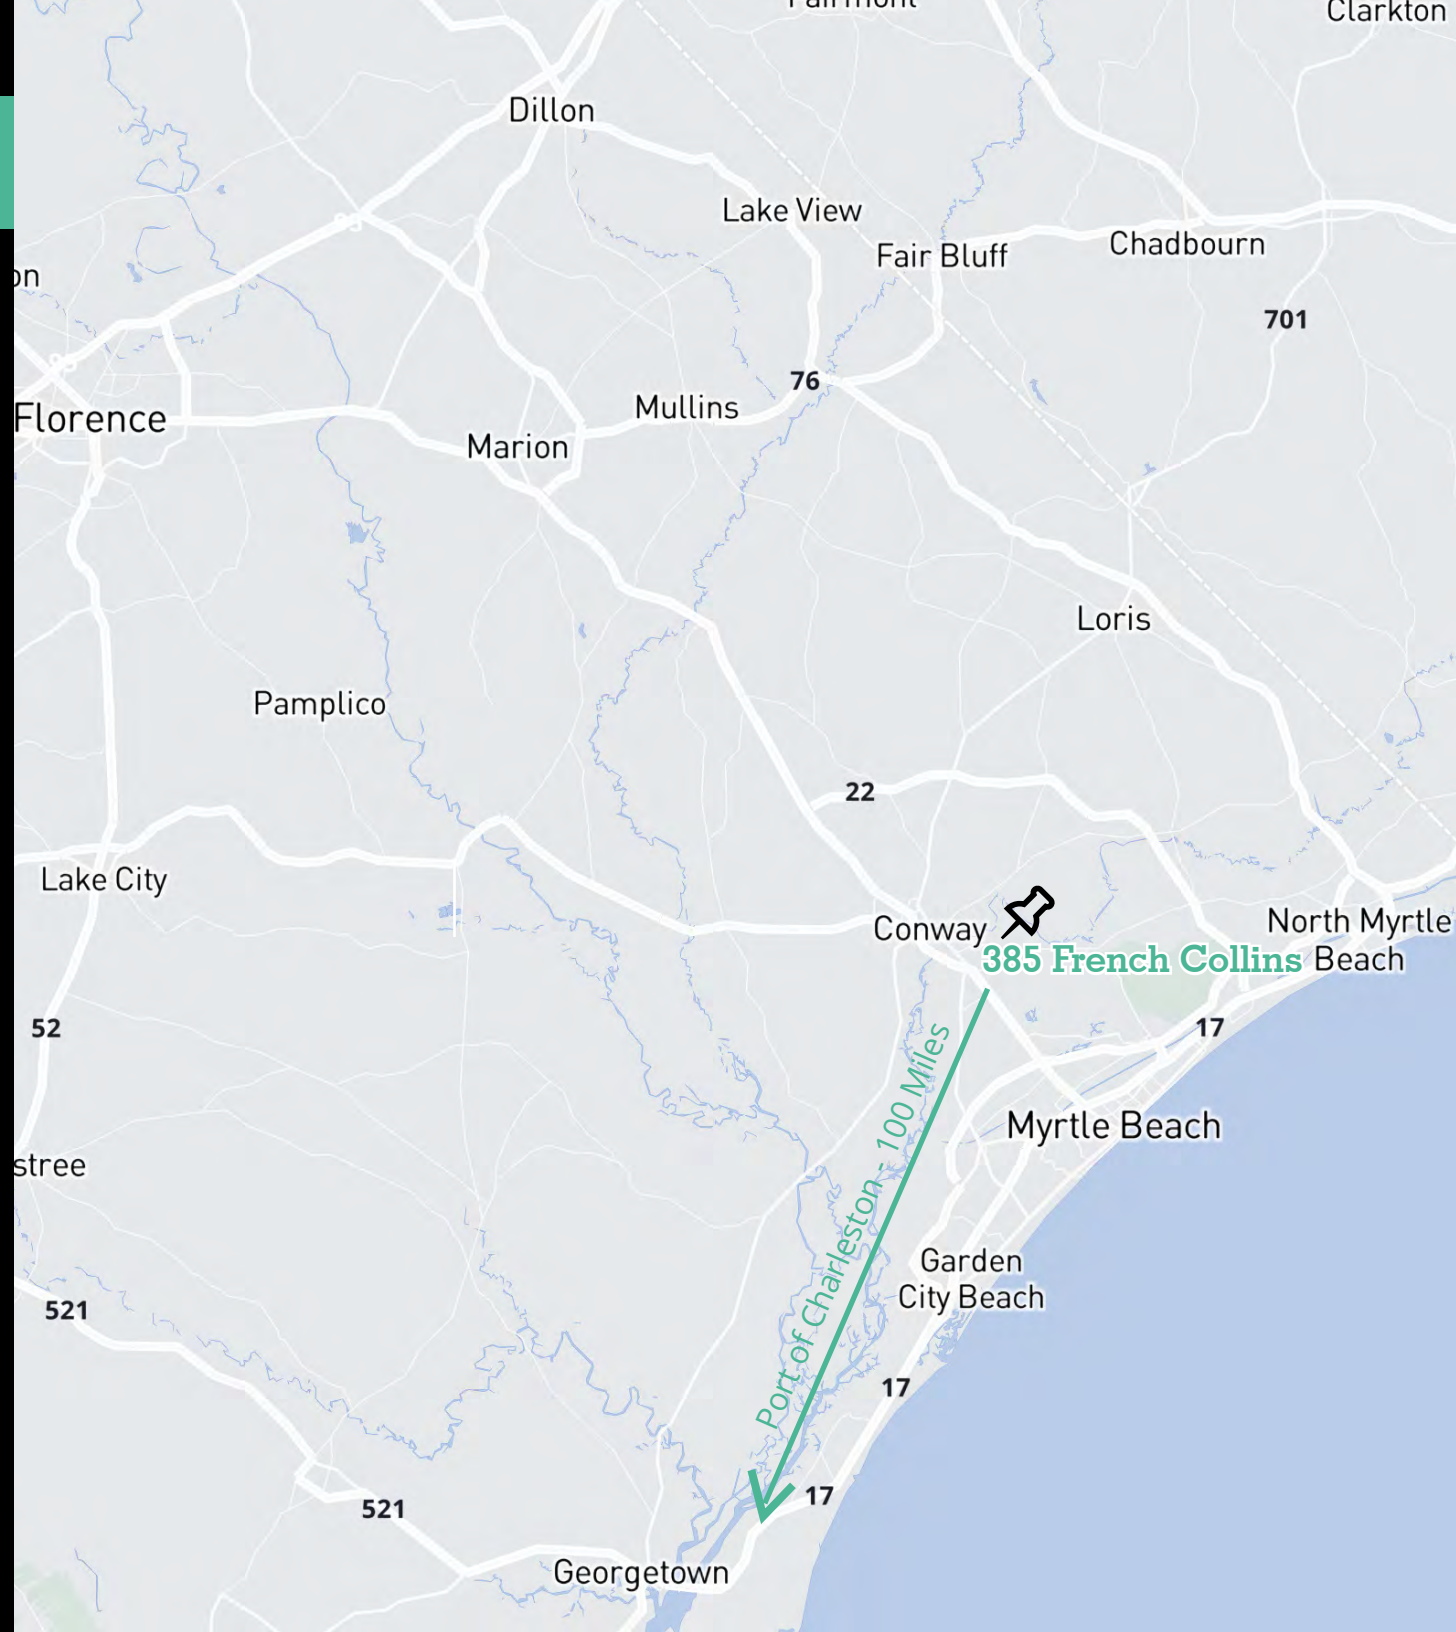 Clarkton
Dillon
Lake View
Fair Bluff
Chadbourn
on
701
95
76
Mullins
Florence
Marion
Loris
Pamplico
22
Lake City
Conway
North Myrtle
Beach
385 French Collins
52
17
Port of Charleston - 100 Miles
Myrtle Beach
stree
Garden
City Beach
521
17
17
521
Georgetown